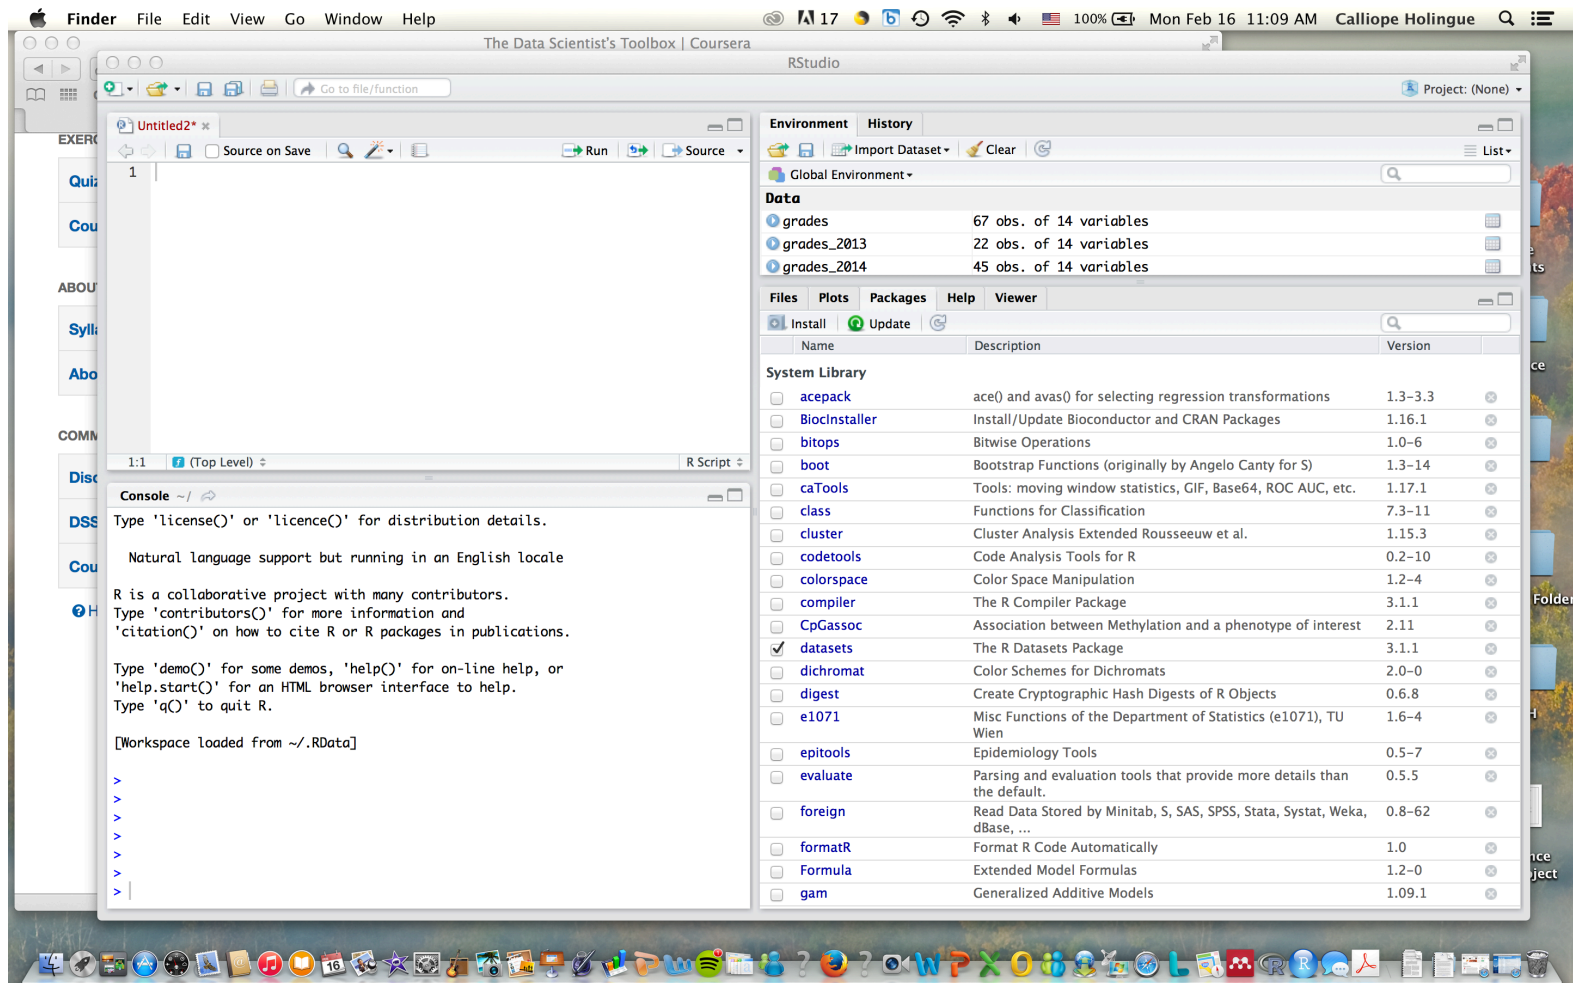 Finder File Edit View Go Window Help 17 100% Mon Feb 16 11:09 AM Calliope Holingue
The Data Scientist's Toolbox | Coursera
RStudio
Go to file/function
Project: (None)
Untitled2*
Source on Save Run Source
1
1:1 (Top Level) R Script
Console ~/
Type 'license()' or 'licence()' for distribution details.
Natural language support but running in an English locale
R is a collaborative project with many contributors.
Type 'contributors()' for more information and
'citation()' on how to cite R or R packages in publications.
Type 'demo()' for some demos, 'help()' for on-line help, or
'help.start()' for an HTML browser interface to help.
Type 'q()' to quit R.
[Workspace loaded from ~/.RData]
>
>
>
>
>
>
>
Environment History
Import Dataset Clear List
Global Environment
Data
grades 67 obs. of 14 variables
grades_2013 22 obs. of 14 variables
grades_2014 45 obs. of 14 variables
Files Plots Packages Help Viewer
Install Update
Name Description Version
System Library
acepack ace() and avas() for selecting regression transformations 1.3-3.3
BiocInstaller Install/Update Bioconductor and CRAN Packages 1.16.1
bitops Bitwise Operations 1.0-6
boot Bootstrap Functions (originally by Angelo Canty for S) 1.3-14
caTools Tools: moving window statistics, GIF, Base64, ROC AUC, etc. 1.17.1
class Functions for Classification 7.3-11
cluster Cluster Analysis Extended Rousseeuw et al. 1.15.3
codetools Code Analysis Tools for R 0.2-10
colorspace Color Space Manipulation 1.2-4
compiler The R Compiler Package 3.1.1
CpGassoc Association between Methylation and a phenotype of interest 2.11
datasets The R Datasets Package 3.1.1
dichromat Color Schemes for Dichromats 2.0-0
digest Create Cryptographic Hash Digests of R Objects 0.6.8
e1071 Misc Functions of the Department of Statistics (e1071), TU 1.6-4
Wien
epitools Epidemiology Tools 0.5-7
evaluate Parsing and evaluation tools that provide more details than 0.5.5
the default.
foreign Read Data Stored by Minitab, S, SAS, SPSS, Stata, Systat, Weka, 0.8-62
dBase, ...
formatR Format R Code Automatically 1.0
Formula Extended Model Formulas 1.2-0
gam Generalized Additive Models 1.09.1
EXERC
Quiz
Cou
ABOU
Sylla
Abo
COMM
Disc
DSS
Cou
H
ts
ce
Folder
H
nce
ject